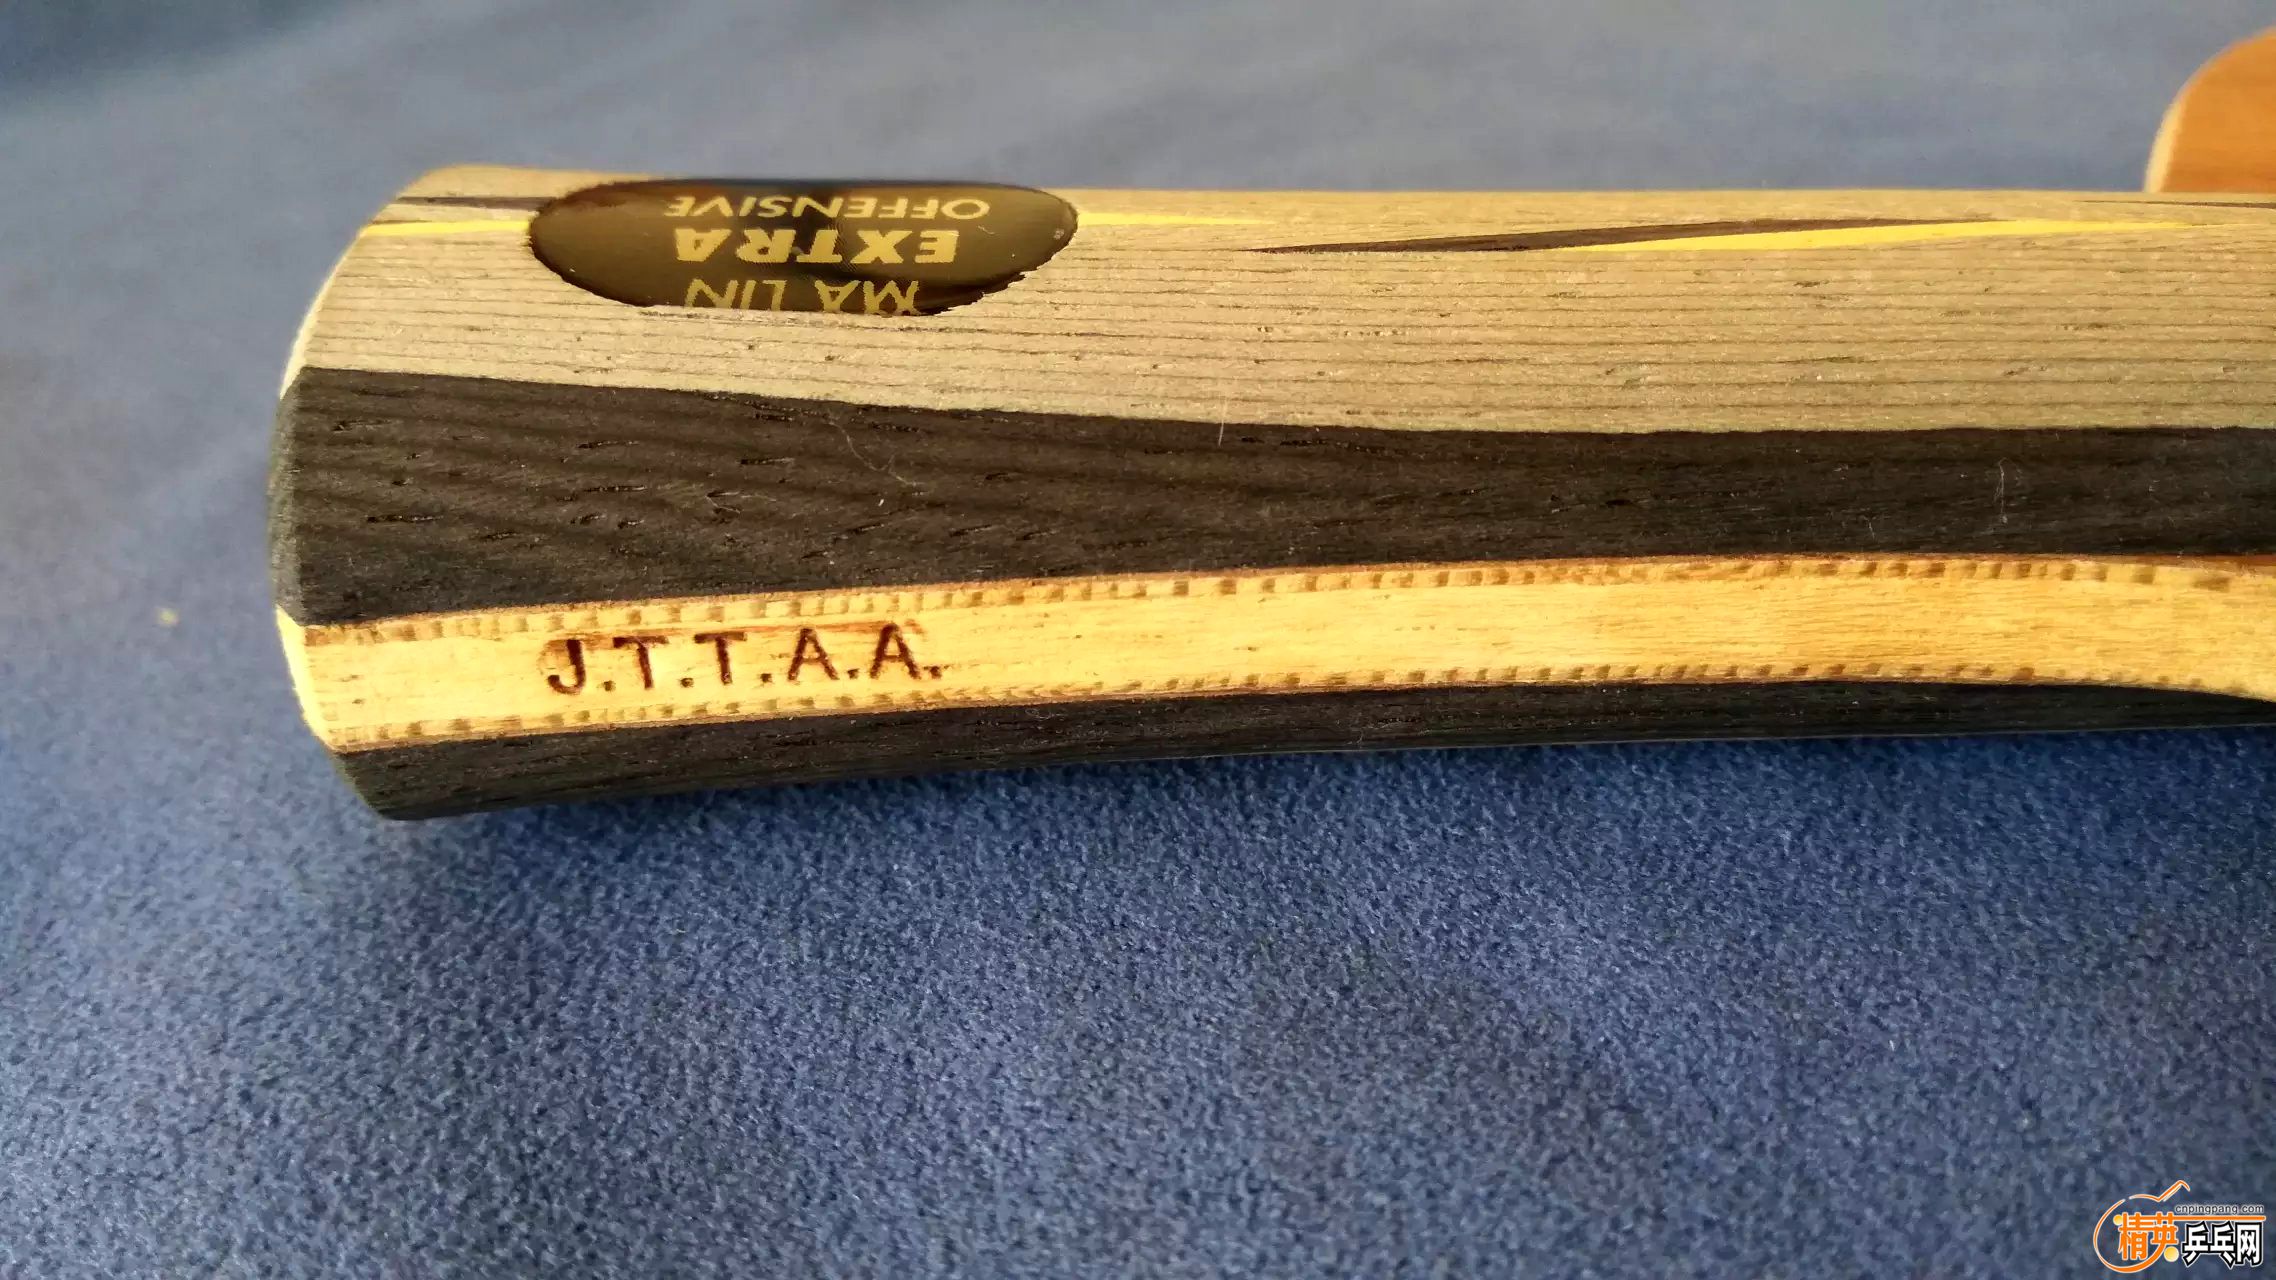 MA LIN
EXTRA
OFFENSIVE
J.T.T.A.A.
cnpingpang.com
精英乒乓网